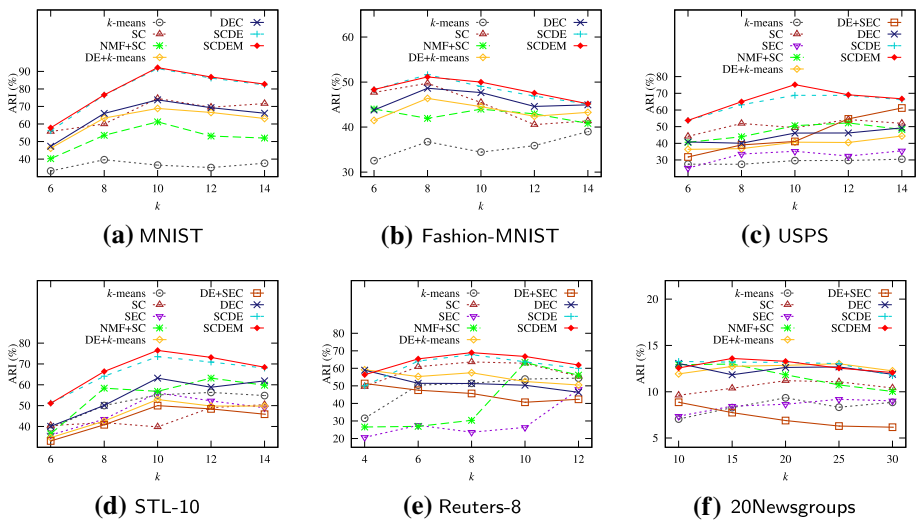 k-means
SC
NMF+SC
DE+k-means
DEC
SCDE
SCDEM
ARI (%)
90
80
70
60
50
40
6 8 10 12 14
k
(a) MNIST
k-means
SC
NMF+SC
DE+k-means
DEC
SCDE
SCDEM
ARI (%)
60
50
40
30
6 8 10 12 14
k
(b) Fashion-MNIST
k-means
SC
SEC
NMF+SC
DE+k-means
DE+SEC
DEC
SCDE
SCDEM
ARI (%)
80
70
60
50
40
30
6 8 10 12 14
k
(c) USPS
k-means
SC
SEC
NMF+SC
DE+k-means
DE+SEC
DEC
SCDE
SCDEM
ARI (%)
80
70
60
50
40
6 8 10 12 14
k
(d) STL-10
k-means
SC
SEC
NMF+SC
DE+k-means
DE+SEC
DEC
SCDE
SCDEM
ARI (%)
80
70
60
50
40
30
20
4 6 8 10 12
k
(e) Reuters-8
k-means
SC
SEC
NMF+SC
DE+k-means
DE+SEC
DEC
SCDE
SCDEM
ARI (%)
20
15
10
5
10 15 20 25 30
k
(f) 20Newsgroups